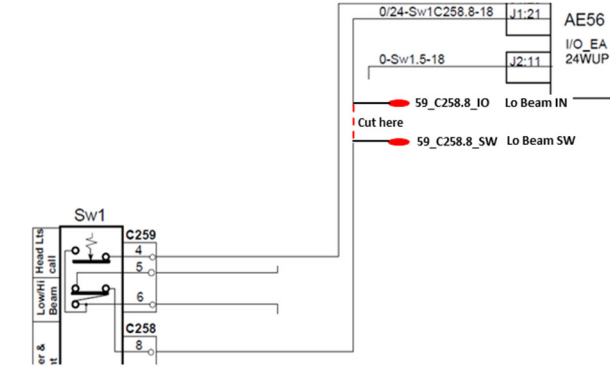 0/24-Sw1C258.8-18
J1:21
AE56
I/O_EA
24WUP
0-Sw1.5-18
J2:11
59_C258.8_IO Lo Beam IN
Cut here
59_C258.8_SW Lo Beam SW
Sw1
C259
Head Lts
call
4
5
Low/Hi
Beam
6
C258
8
er &